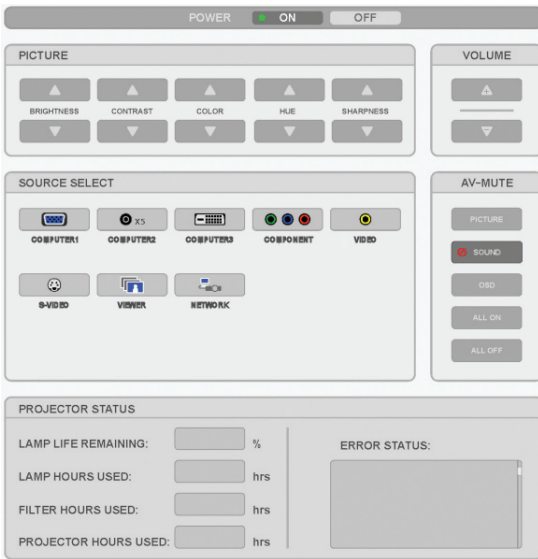 POWER ON OFF
PICTURE
BRIGHTNESS CONTRAST COLOR HUE SHARPNESS
VOLUME
SOURCE SELECT
X5
COMPUTER1 COMPUTER2 COMPUTER3 COMPONENT VIDEO
S-VIDEO VIEWER NETWORK
AV-MUTE
PICTURE
SOUND
OSD
ALL ON
ALL OFF
PROJECTOR STATUS
LAMP LIFE REMAINING: %
LAMP HOURS USED: hrs
FILTER HOURS USED: hrs
PROJECTOR HOURS USED: hrs
ERROR STATUS: